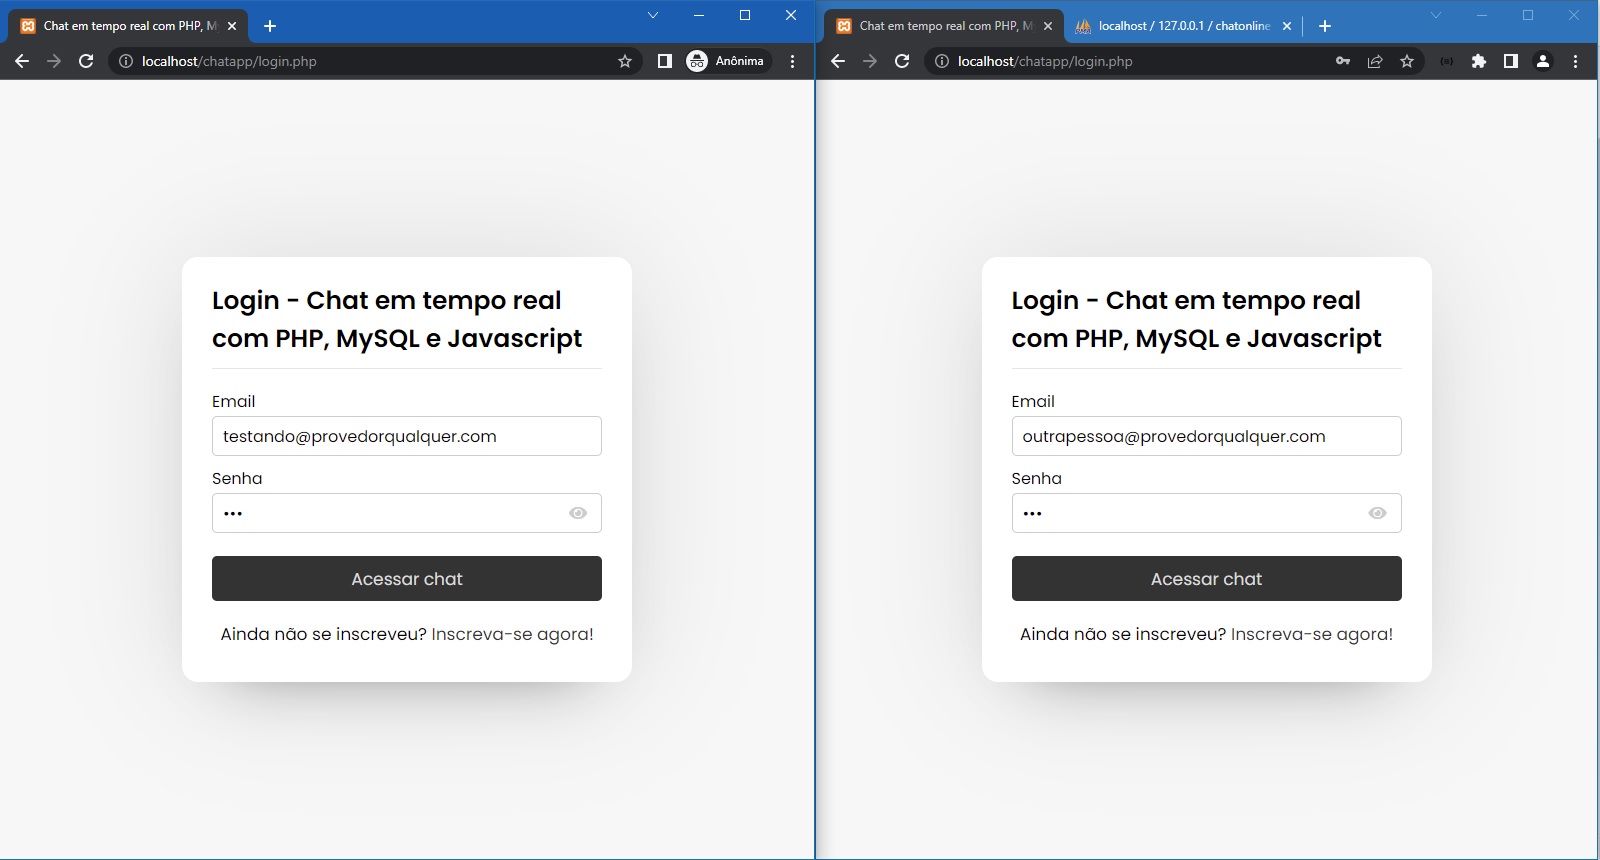 Chat em tempo real com PHP, M
localhost/chatapp/login.php
Anônima
Login - Chat em tempo real
com PHP, MySQL e Javascript
Email
testando@provedorqualquer.com
Senha
•••
Acessar chat
Ainda não se inscreveu? Inscreva-se agora!
Chat em tempo real com PHP, M
localhost / 127.0.0.1 / chatonline
localhost/chatapp/login.php
Login - Chat em tempo real
com PHP, MySQL e Javascript
Email
outrapessoa@provedorqualquer.com
Senha
•••
Acessar chat
Ainda não se inscreveu? Inscreva-se agora!